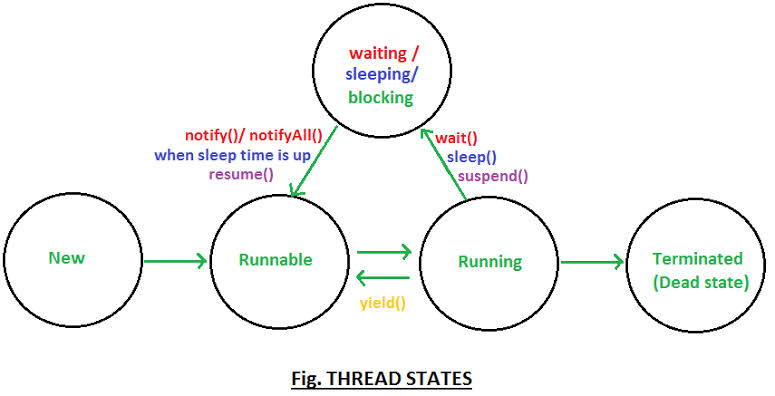 waiting /
sleeping/
blocking
notify()/ notifyAll()
when sleep time is up
resume()
wait()
sleep()
suspend()
New
Runnable
Running
Terminated
(Dead state)
yield()
Fig. THREAD STATES